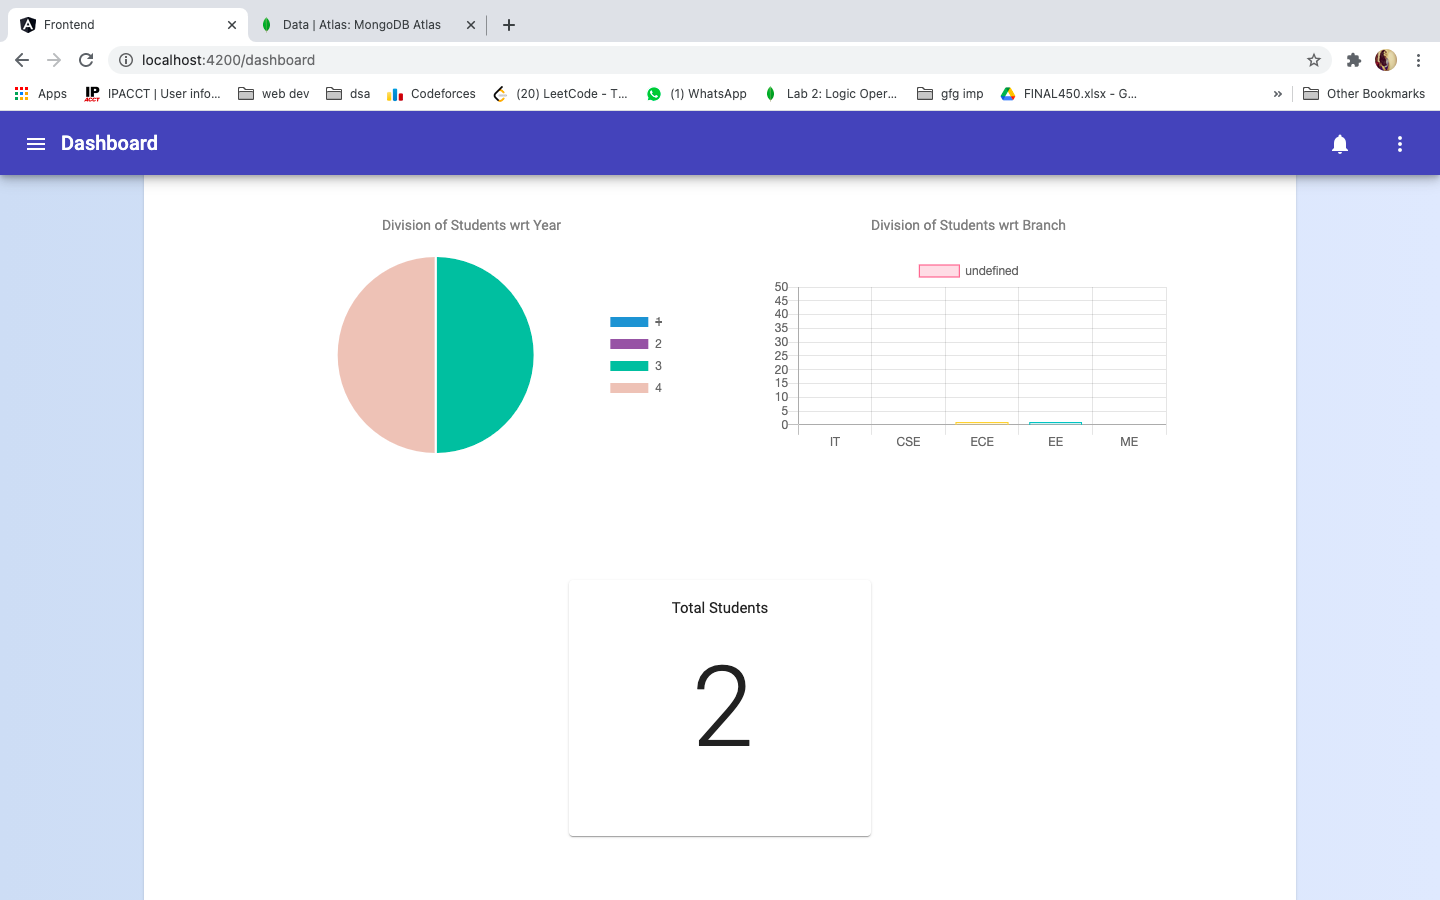 Frontend
Data | Atlas: MongoDB Atlas
localhost:4200/dashboard
Apps
IP ACCT
IPACCT | User info...
web dev
dsa
Codeforces
(20) LeetCode - T...
(1) WhatsApp
Lab 2: Logic Oper...
gfg imp
FINAL450.xlsx - G...
»
Other Bookmarks
Dashboard
Division of Students wrt Year
1
2
3
4
Division of Students wrt Branch
undefined
50
45
40
35
30
25
20
15
10
5
0
IT CSE ECE EE ME
Total Students
2